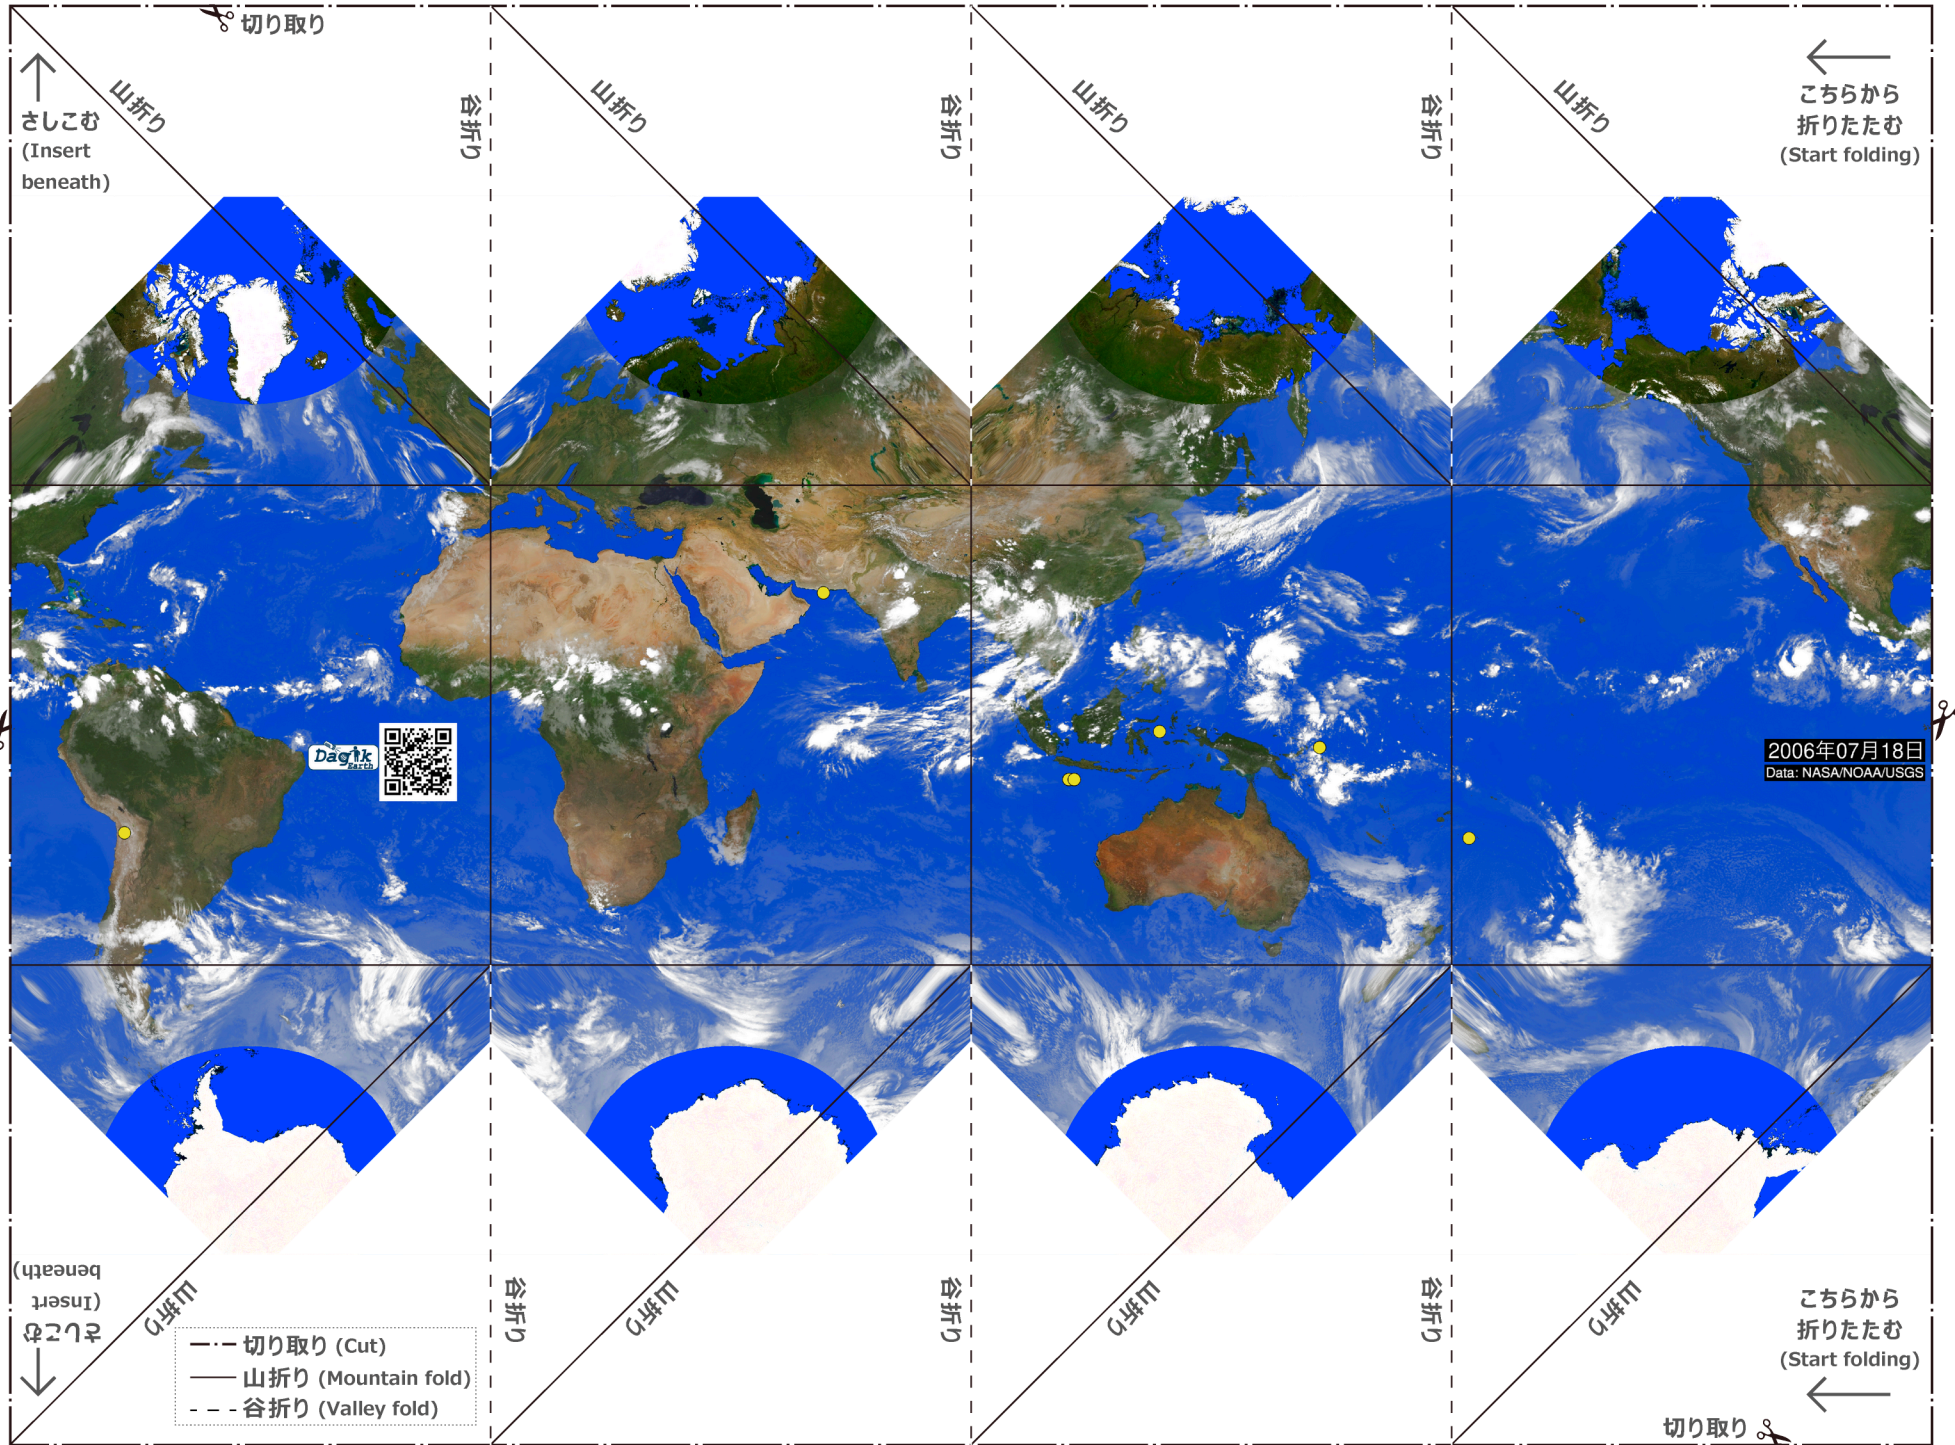 切り取り
山折り
山折り
山折り
山折り
谷折り
谷折り
谷折り
さしこむ
(Insert
beneath)
こちらから
折りたたむ
(Start folding)
Dagik
Earth
2006年07月18日
Data: NASA/NOAA/USGS
さしこむ
(Insert
beneath)
山折り
山折り
山折り
山折り
谷折り
谷折り
谷折り
こちらから
折りたたむ
(Start folding)
切り取り (Cut)
山折り (Mountain fold)
谷折り (Valley fold)
切り取り